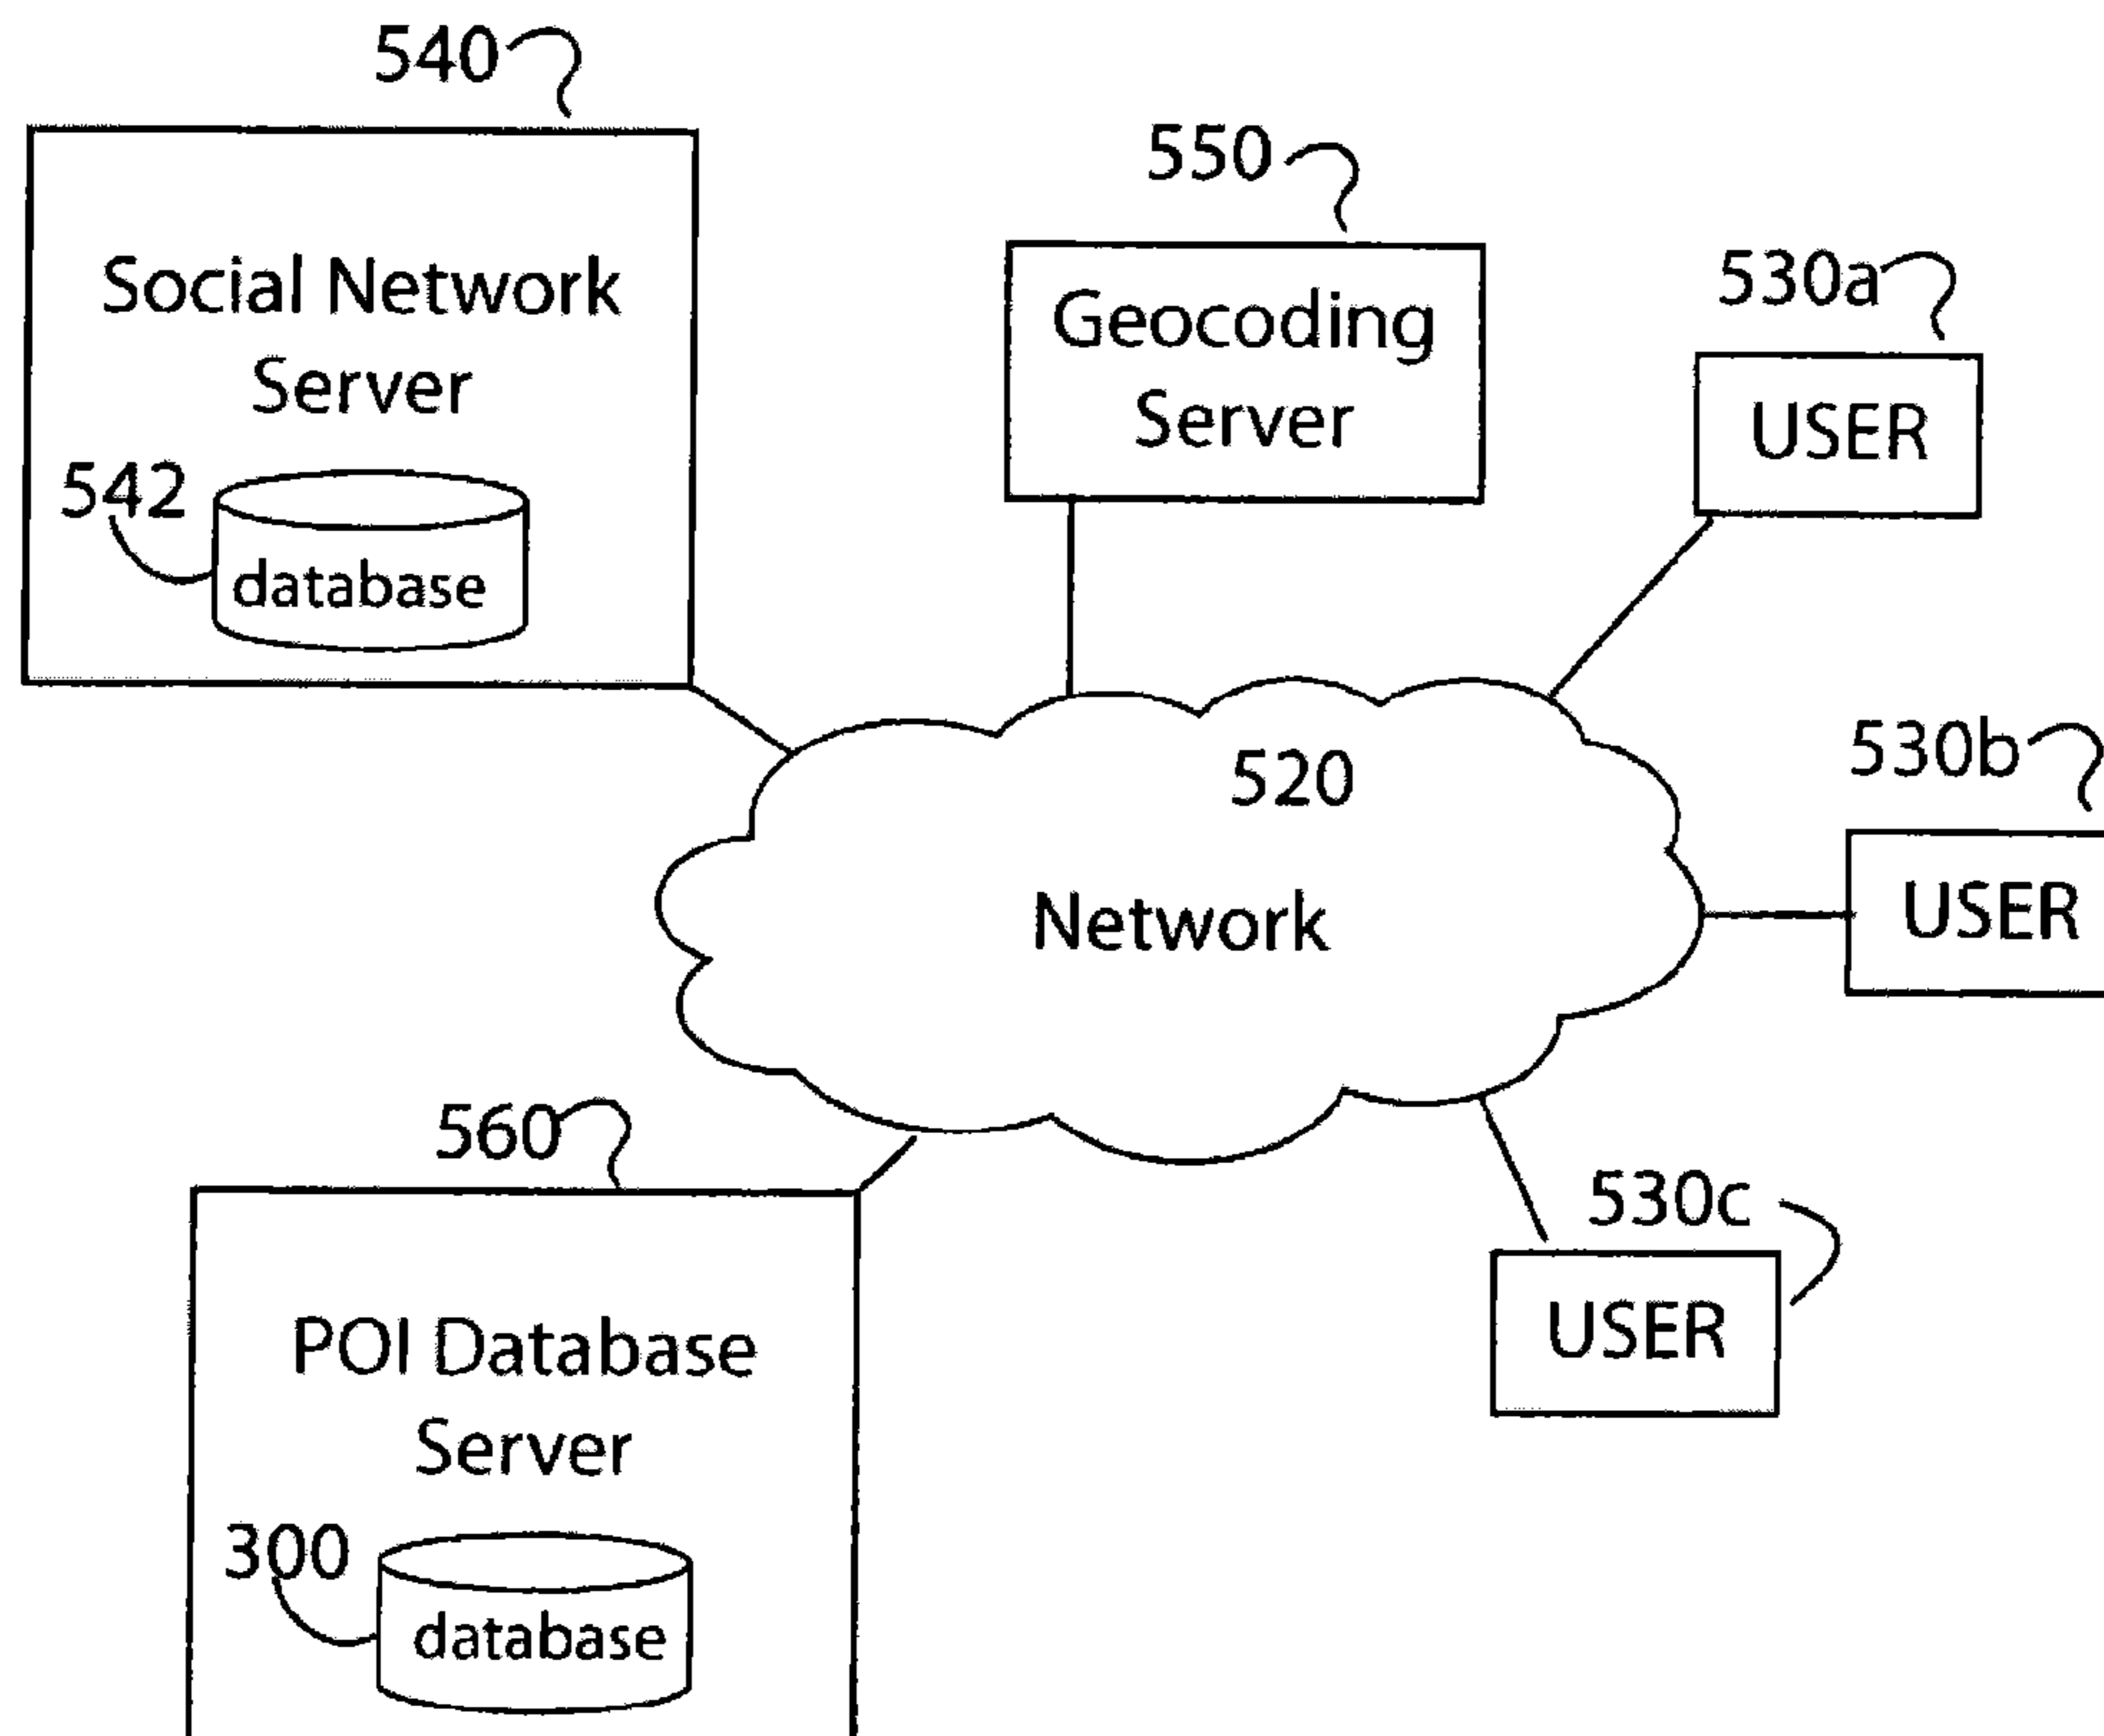 540
550
530a
Social Network
Server
Geocoding
Server
USER
542
database
530b
520
Network
USER
560
530c
USER
POI Database
Server
300
database